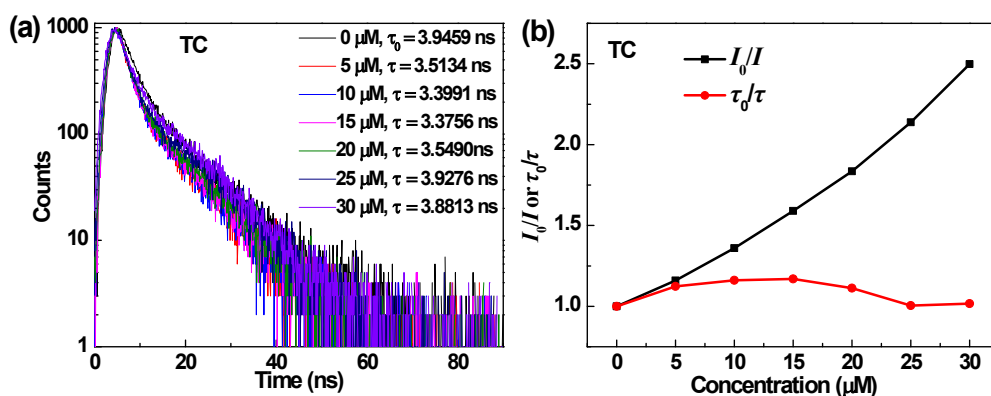 (a)
TC
0 μM, τ0 = 3.9459 ns
5 μM, τ = 3.5134 ns
10 μM, τ = 3.3991 ns
15 μM, τ = 3.3756 ns
20 μM, τ = 3.5490ns
25 μM, τ = 3.9276 ns
30 μM, τ = 3.8813 ns
1000
100
10
1
Counts
0 20 40 60 80
Time (ns)
(b)
TC
I0/I
τ0/τ
2.5
2.0
1.5
1.0
I0/I or τ0/τ
0 5 10 15 20 25 30
Concentration (μM)